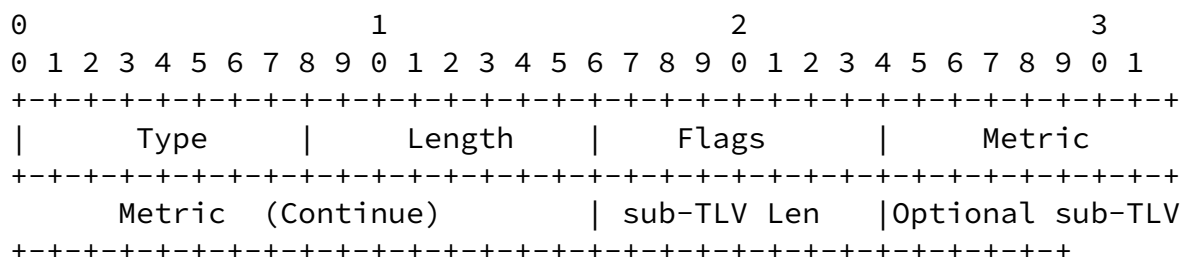 0                   1                   2                   3
0 1 2 3 4 5 6 7 8 9 0 1 2 3 4 5 6 7 8 9 0 1 2 3 4 5 6 7 8 9 0 1
+-+-+-+-+-+-+-+-+-+-+-+-+-+-+-+-+-+-+-+-+-+-+-+-+-+-+-+-+-+-+-+-+
|      Type     |     Length    |    Flags      |     Metric
+-+-+-+-+-+-+-+-+-+-+-+-+-+-+-+-+-+-+-+-+-+-+-+-+-+-+-+-+-+-+-+-+
      Metric  (Continue)        | sub-TLV Len   |Optional sub-TLV
+-+-+-+-+-+-+-+-+-+-+-+-+-+-+-+-+-+-+-+-+-+-+-+-+-+-+-+-+-+